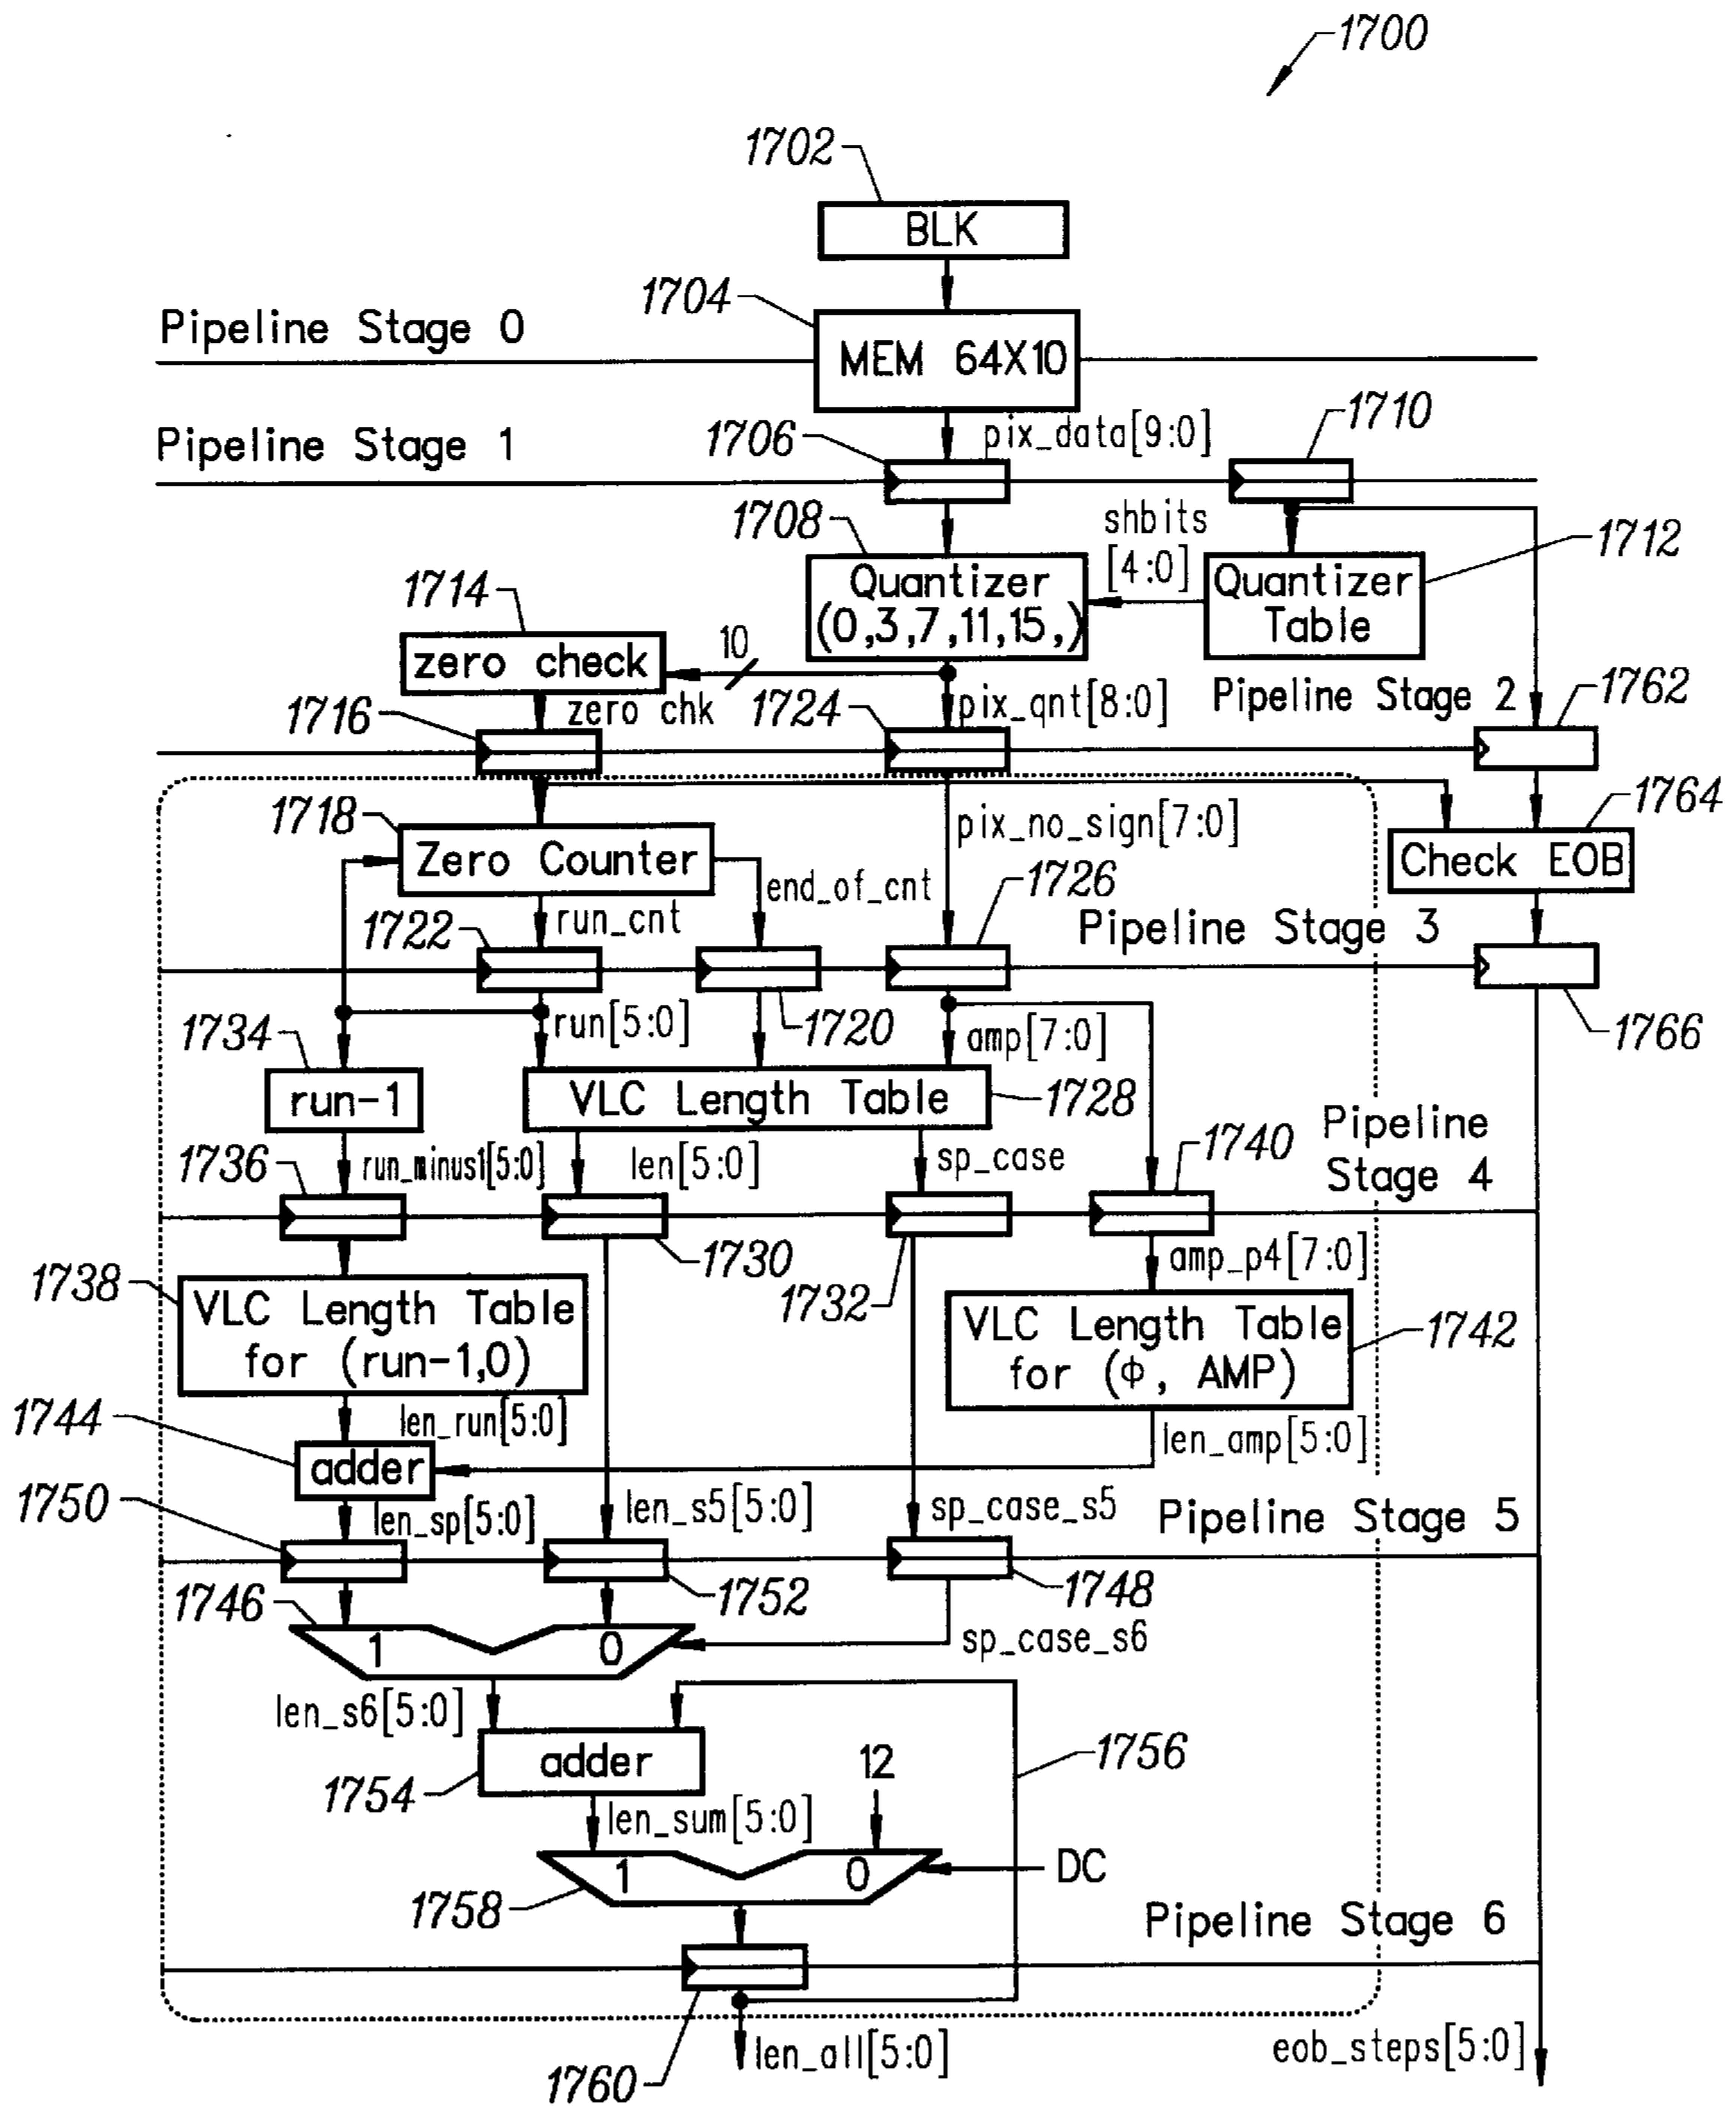 1700
1702
BLK
1704
Pipeline Stage 0
MEM 64X10
1710
1706
pix_data[9:0]
Pipeline Stage 1
1708
shbits
[4:0]
1712
1714
Quantizer
(0,3,7,11,15,)
Quantizer
Table
10
zero check
1716
zero chk
1724
pix_qnt[8:0]
Pipeline Stage 2
1762
1718
pix_no_sign[7:0]
1764
Zero Counter
Check EOB
end_of_cnt
1726
1722
run_cnt
Pipeline Stage 3
1734
run[5:0]
1720
amp[7:0]
1766
run-1
VLC Length Table
1728
Pipeline
Stage 4
1736
run_minus1[5:0]
len[5:0]
sp_case
1740
1738
1730
1732
amp_p4[7:0]
VLC Length Table
for (run-1,0)
VLC Length Table
for (ϕ, AMP)
1742
1744
len_run[5:0]
len_amp[5:0]
adder
1750
len_sp[5:0]
len_s5[5:0]
sp_case_s5
Pipeline Stage 5
1746
1752
1748
1
0
sp_case_s6
len_s6[5:0]
adder
12
1756
1754
len_sum[5:0]
1
0
DC
1758
Pipeline Stage 6
1760
len_all[5:0]
eob_steps[5:0]